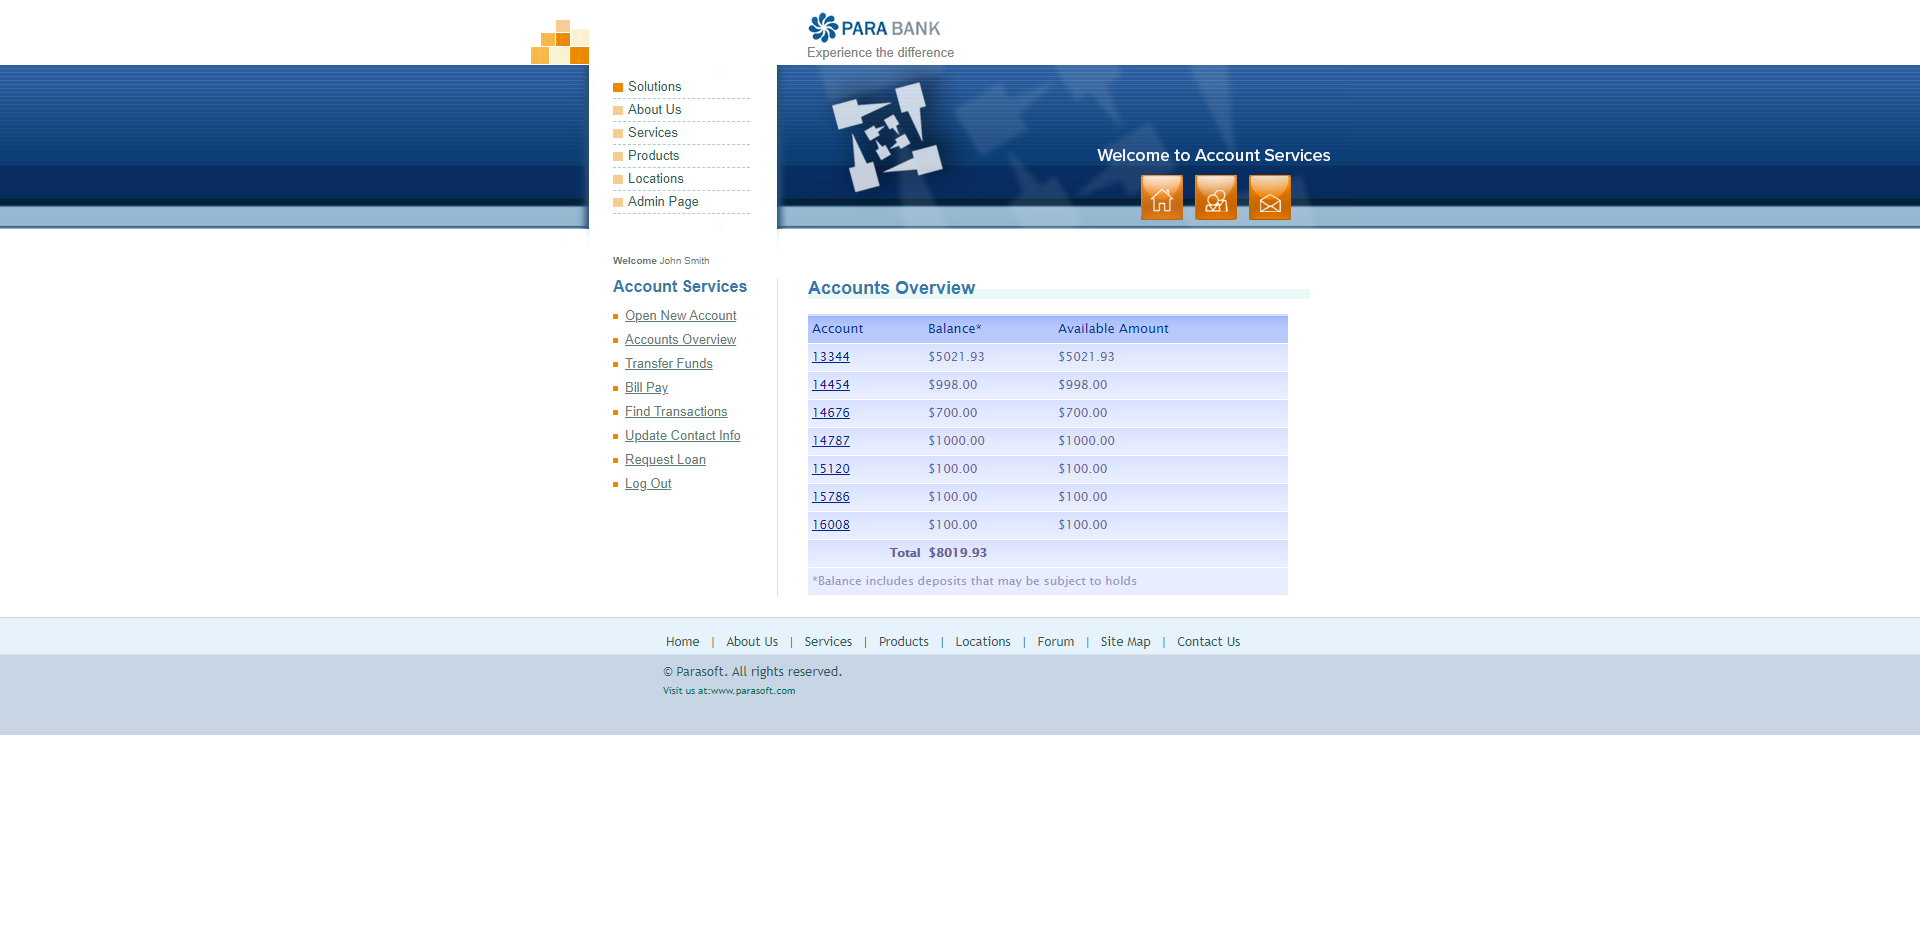 PARA BANK
Experience the difference
Solutions
About Us
Services
Products
Locations
Admin Page
Welcome to Account Services
Welcome John Smith
Account Services
Open New Account
Accounts Overview
Transfer Funds
Bill Pay
Find Transactions
Update Contact Info
Request Loan
Log Out
Accounts Overview
Account Balance* Available Amount
13344 $5021.93 $5021.93
14454 $998.00 $998.00
14676 $700.00 $700.00
14787 $1000.00 $1000.00
15120 $100.00 $100.00
15786 $100.00 $100.00
16008 $100.00 $100.00
Total $8019.93
*Balance includes deposits that may be subject to holds
Home | About Us | Services | Products | Locations | Forum | Site Map | Contact Us
© Parasoft. All rights reserved.
Visit us at:www.parasoft.com